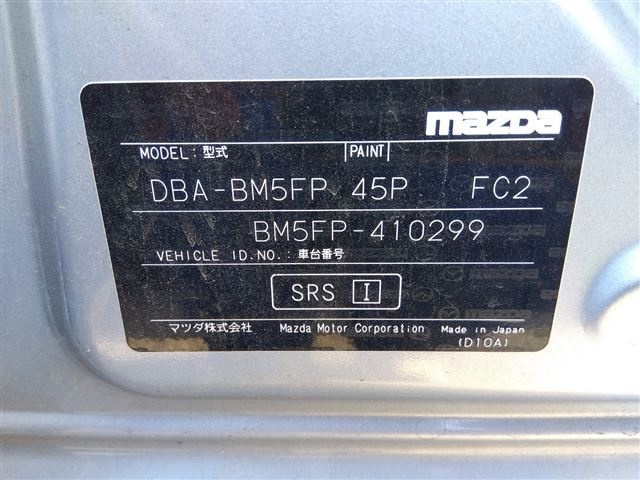 mazda
MODEL: 型式 PAINT
DBA-BM5FP 45P FC2
BM5FP-410299
VEHICLE ID.NO.: 車台番号
SRS I
マツダ株式会社 Mazda Motor Corporation Made in Japan
(D10A)